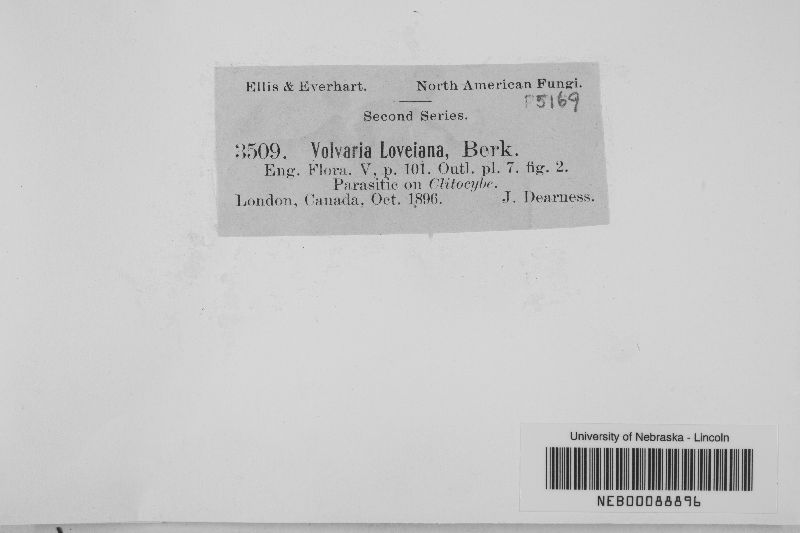 Ellis & Everhart. North American Fungi.
F5169
Second Series.
3509. Volvaria Loveiana, Berk.
Eng. Flora. V, p. 101. Outl. pl. 7. fig. 2.
Parasitic on Clitocybe.
London, Canada, Oct. 1896. J. Dearness.
University of Nebraska - Lincoln
NEB00088896